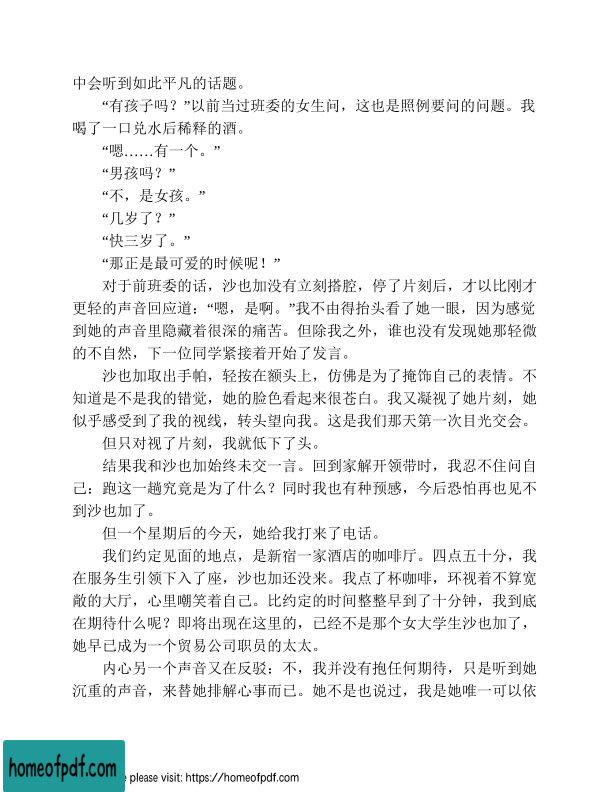 中会听到如此平凡的话题。
“有孩子吗？”以前当过班委的女生问，这也是照例要问的问题。我
喝了一口兑水后稀释的酒。
“嗯……有一个。”
“男孩吗？”
“不，是女孩。”
“几岁了？”
“快三岁了。”
“那正是最可爱的时候呢！”
对于前班委的话，沙也加没有立刻搭腔，停了片刻后，才以比刚才
更轻的声音回应道：“嗯，是啊。”我不由得抬头看了她一眼，因为感觉
到她的声音里隐藏着很深的痛苦。但除我之外，谁也没有发现她那轻微
的不自然，下一位同学紧接着开始了发言。
沙也加取出手帕，轻按在额头上，仿佛是为了掩饰自己的表情。不
知道是不是我的错觉，她的脸色看起来很苍白。我又凝视了她片刻，她
似乎感受到了我的视线，转头望向我。这是我们那天第一次目光交会。
但只对视了片刻，我就低下了头。
结果我和沙也加始终未交一言。回到家解开领带时，我忍不住问自
己：跑这一趟究竟是为了什么？同时我也有种预感，今后恐怕再也见不
到沙也加了。
但一个星期后的今天，她给我打来了电话。
我们约定见面的地点，是新宿一家酒店的咖啡厅。四点五十分，我
在服务生引领下入了座，沙也加还没来。我点了杯咖啡，环视着不算宽
敞的大厅，心里嘲笑着自己。比约定的时间整整早到了十分钟，我到底
在期待什么呢？即将出现在这里的，已经不是那个女大学生沙也加了，
她早已成为一个贸易公司职员的太太。
内心另一个声音又在反驳：不，我并没有抱任何期待，只是听到她
沉重的声音，来替她排解心事而已。她不是也说过，我是她唯一可以依
homeofpdf.com
e please visit: https://homeofpdf.com